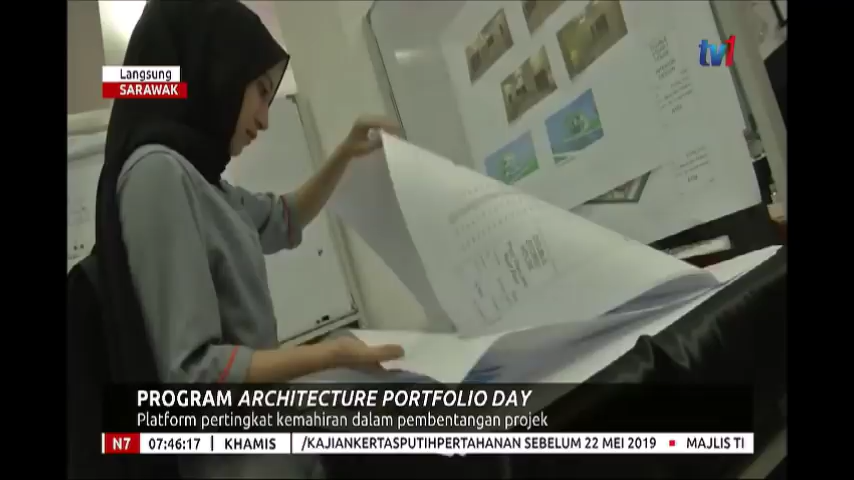 tv1
Langsung
SARAWAK
PROGRAM ARCHITECTURE PORTFOLIO DAY
Platform pertingkat kemahiran dalam pembentangan projek
N7 07:46:17 KHAMIS /KAJIANKERTASPUTIHPERTAHANAN SEBELUM 22 MEI 2019 ▪ MAJLIS TI